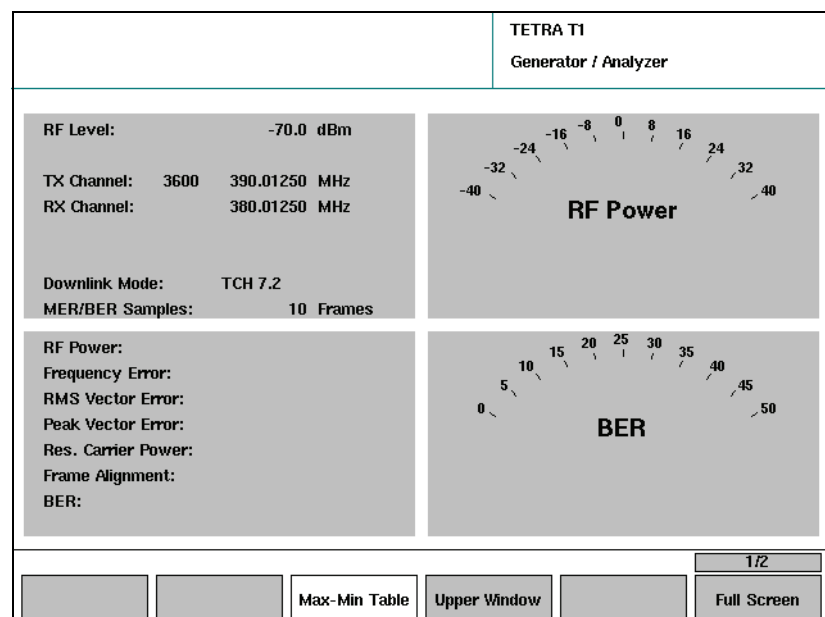 TETRA T1
Generator / Analyzer
RF Level: -70.0 dBm
TX Channel: 3600 390.01250 MHz
RX Channel: 380.01250 MHz
Downlink Mode: TCH 7.2
MER/BER Samples: 10 Frames
-40 -32 -24 -16 -8 0 8 16 24 32 40
RF Power
RF Power:
Frequency Error:
RMS Vector Error:
Peak Vector Error:
Res. Carrier Power:
Frame Alignment:
BER:
0 5 10 15 20 25 30 35 40 45 50
BER
1/2
Max-Min Table Upper Window Full Screen